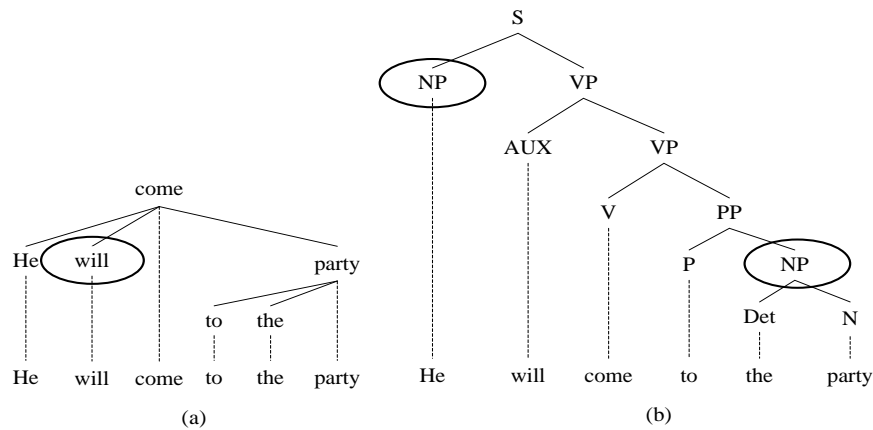 S
NP VP
AUX VP
come
V PP
He will party P NP
to the Det N
He will come to the party He will come to the party
(a) (b)